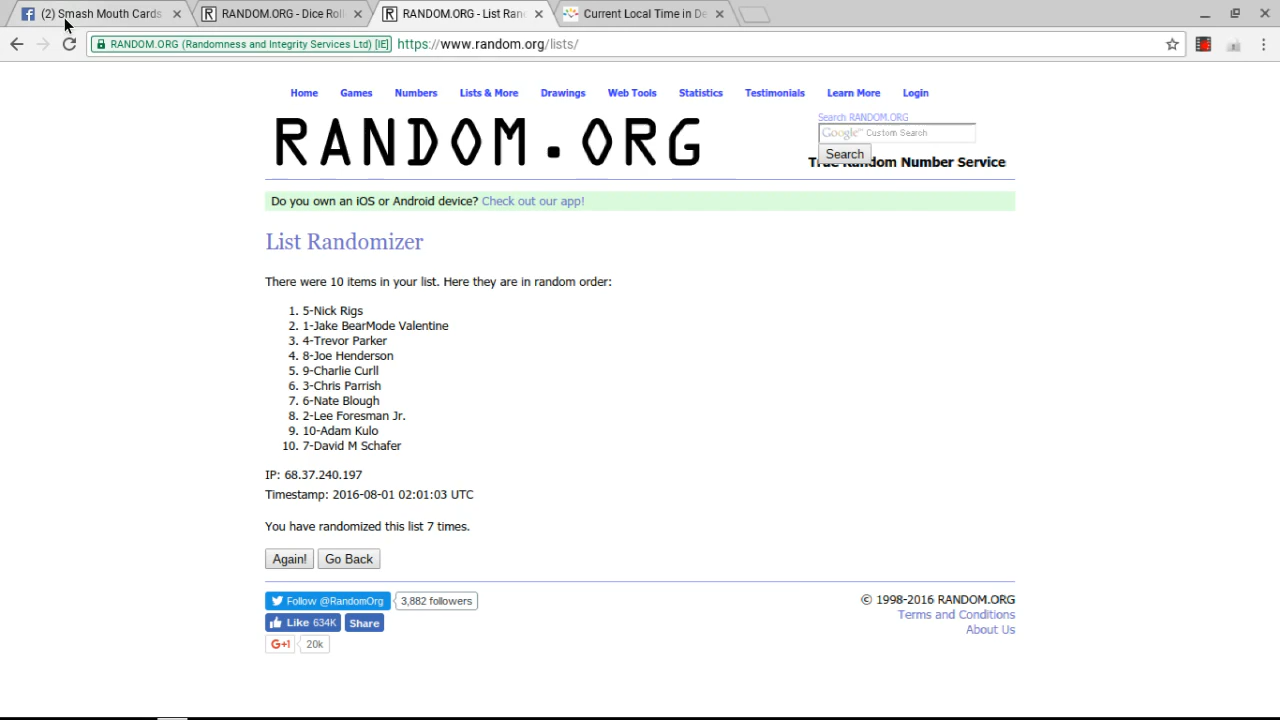 (2) Smash Mouth Cards
RANDOM.ORG - Dice Roll
RANDOM.ORG - List Ran
Current Local Time in De
RANDOM.ORG (Randomness and Integrity Services Ltd) [IE] https://www.random.org/lists/
Home Games Numbers Lists & More Drawings Web Tools Statistics Testimonials Learn More Login
RANDOM.ORG
Search RANDOM.ORG
Google™ Custom Search
Search
True Random Number Service
Do you own an iOS or Android device? Check out our app!
List Randomizer
There were 10 items in your list. Here they are in random order:
1. 5-Nick Rigs
2. 1-Jake BearMode Valentine
3. 4-Trevor Parker
4. 8-Joe Henderson
5. 9-Charlie Curll
6. 3-Chris Parrish
7. 6-Nate Blough
8. 2-Lee Foresman Jr.
9. 10-Adam Kulo
10. 7-David M Schafer
IP: 68.37.240.197
Timestamp: 2016-08-01 02:01:03 UTC
You have randomized this list 7 times.
Again! Go Back
Follow @RandomOrg 3,882 followers
Like 634K Share
G+1 20k
© 1998-2016 RANDOM.ORG
Terms and Conditions
About Us